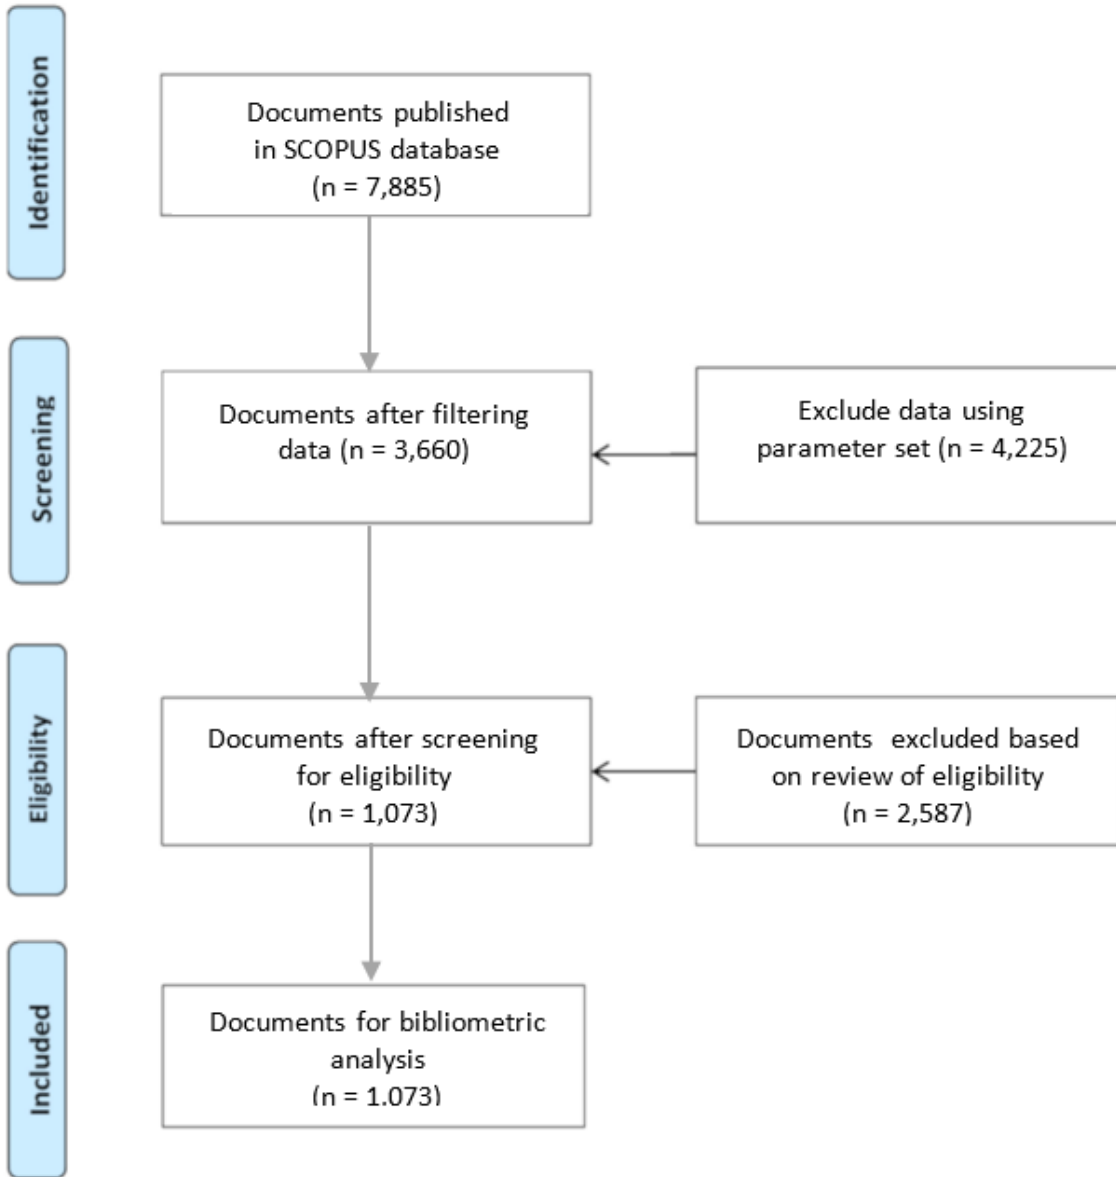 Identification
Documents published
in SCOPUS database
(n = 7,885)
Screening
Documents after filtering
data (n = 3,660)
Exclude data using
parameter set (n = 4,225)
Eligibility
Documents after screening
for eligibility
(n = 1,073)
Documents excluded based
on review of eligibility
(n = 2,587)
Included
Documents for bibliometric
analysis
(n = 1.073)